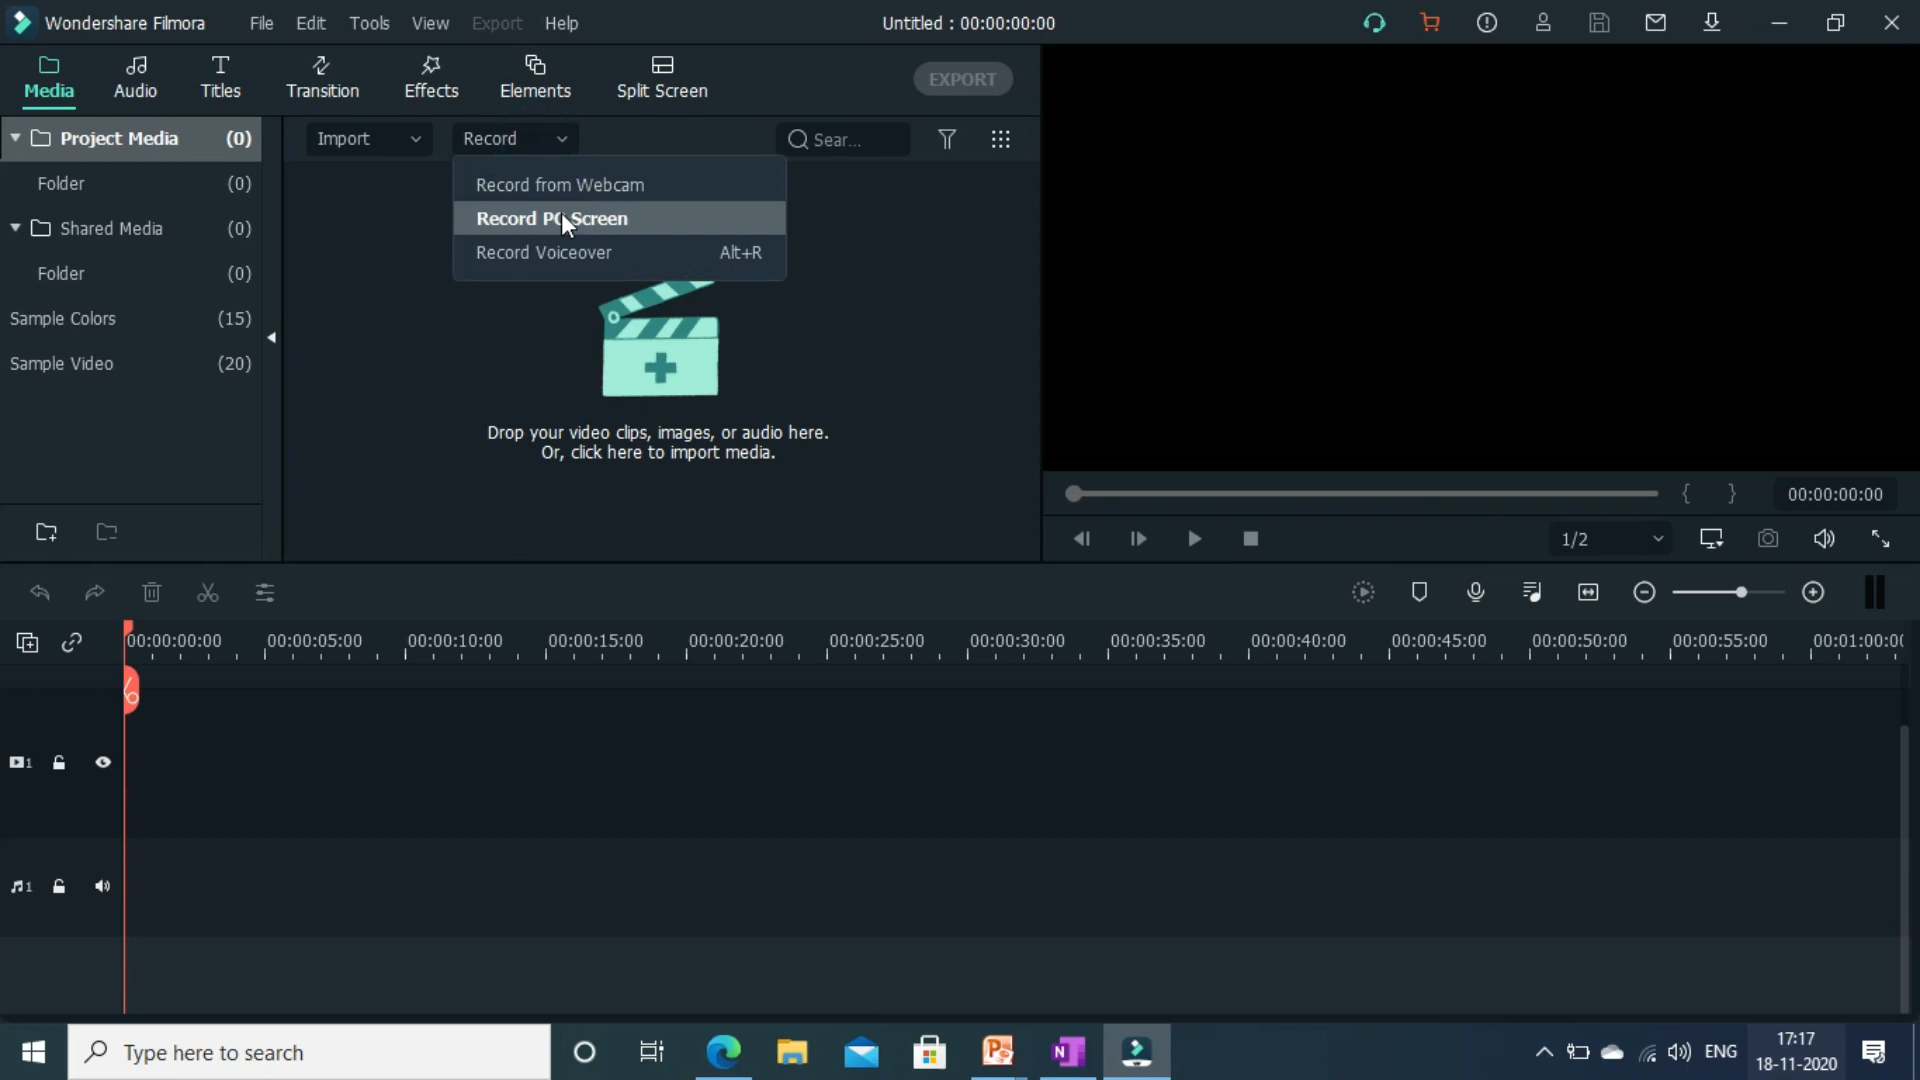 Wondershare Filmora File Edit Tools View Export Help Untitled : 00:00:00:00
Media Audio Titles Transition Effects Elements Split Screen EXPORT
Project Media (0)
Folder (0)
Shared Media (0)
Folder (0)
Sample Colors (15)
Sample Video (20)
Import Record Sear...
Record from Webcam
Record PC Screen
Record Voiceover Alt+R
Drop your video clips, images, or audio here.
Or, click here to import media.
{ } 00:00:00:00
1/2
00:00:00:00 00:00:05:00 00:00:10:00 00:00:15:00 00:00:20:00 00:00:25:00 00:00:30:00 00:00:35:00 00:00:40:00 00:00:45:00 00:00:50:00 00:00:55:00 00:01:00:0
1
1
Type here to search
ENG
17:17
18-11-2020